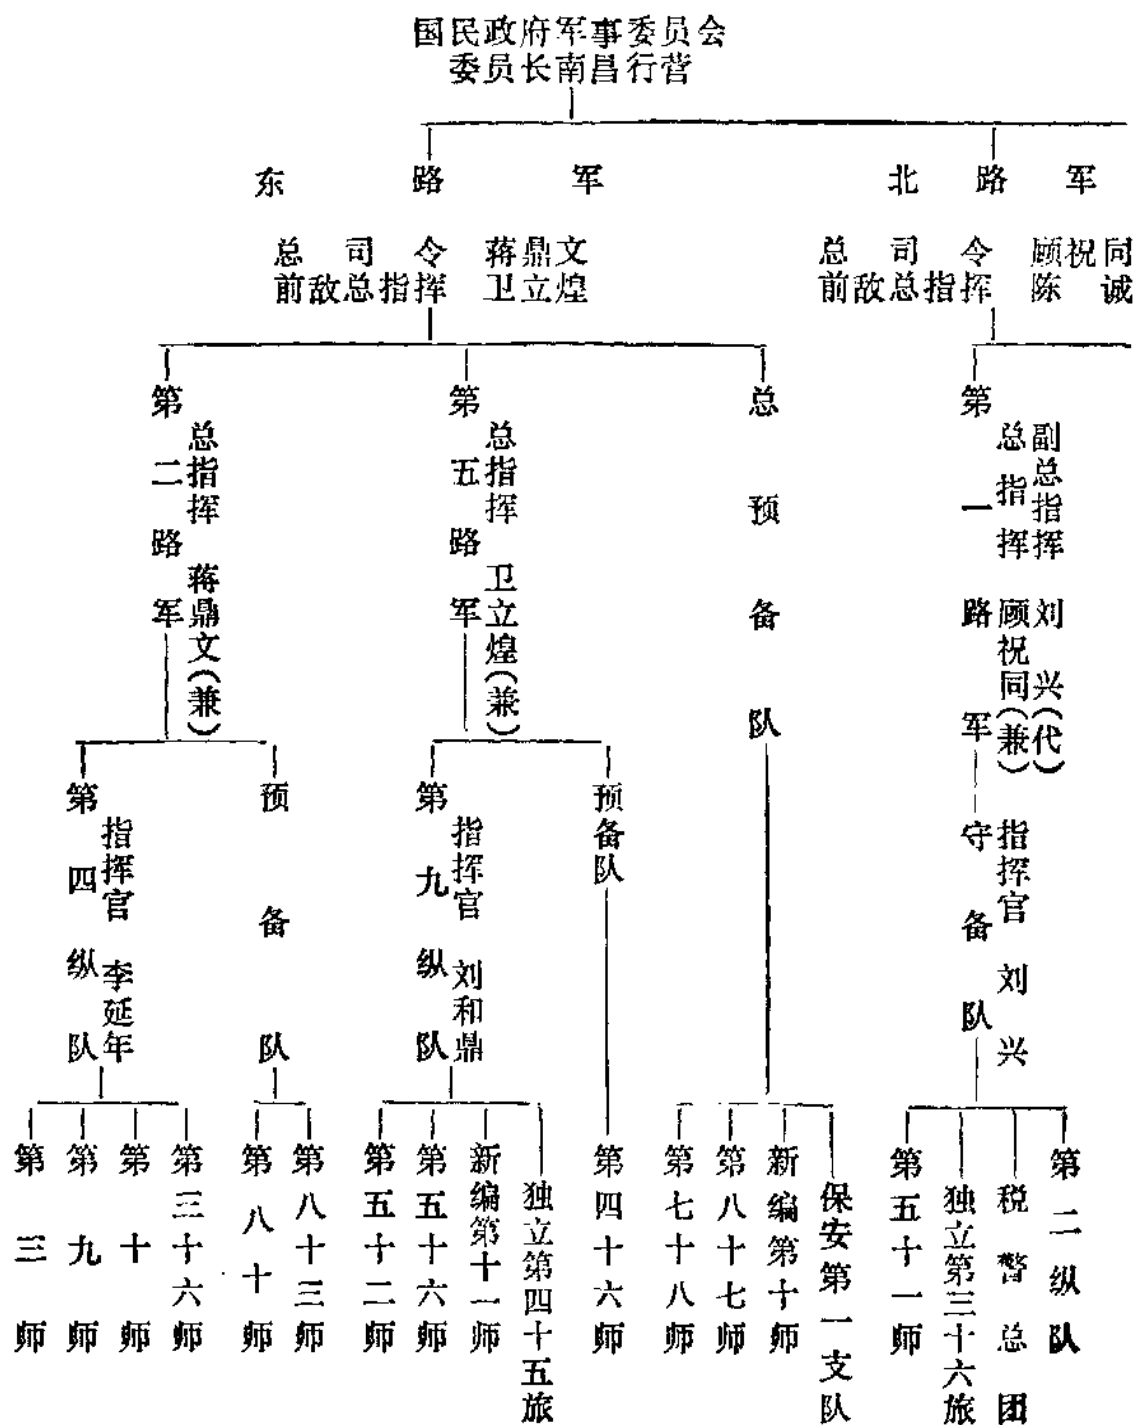 国民政府军事委员会
委员长南昌行营
东路军
总司令 蒋鼎文
前敌总指挥 卫立煌
北路军
总司令 顾祝同
前敌总指挥 陈诚
第二路军
总指挥 蒋鼎文(兼)
第五路军
总指挥 卫立煌(兼)
总预备队
第一路军
总指挥 顾祝同(兼)
副总指挥 刘兴(代)
第四纵队
指挥官 李延年
预备队
第九纵队
指挥官 刘和鼎
预备队
守备队
指挥官 刘兴
第三师
第九师
第十师
第三十六师
第八十师
第八十三师
第五十二师
第五十六师
新编第十一师
独立第四十五旅
第四十六师
第七十八师
第八十七师
新编第十师
保安第一支队
第五十一师
独立第三十六旅
税警总团
第二纵队